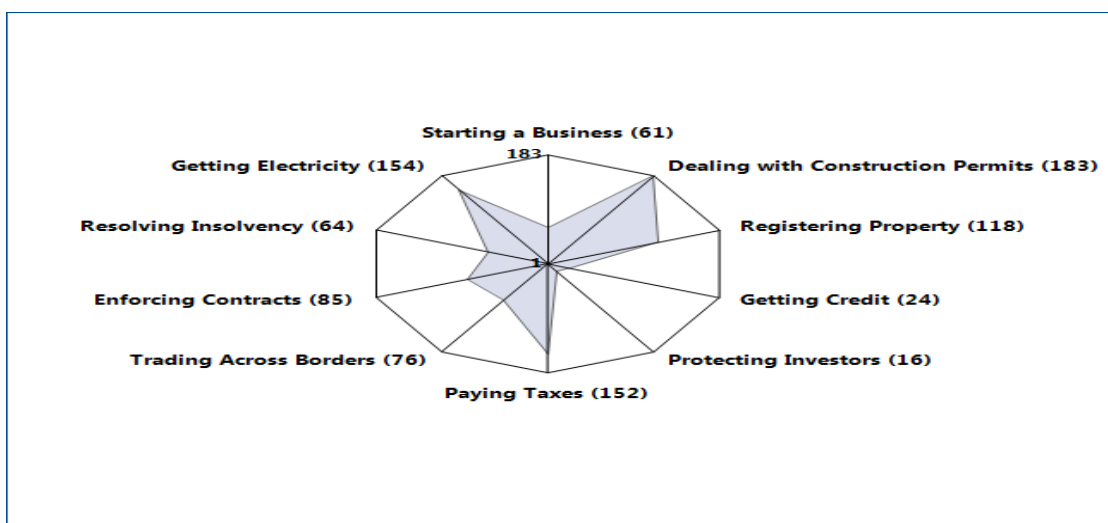 Starting a Business (61)
183
Getting Electricity (154)
Dealing with Construction Permits (183)
Resolving Insolvency (64)
Registering Property (118)
1
Enforcing Contracts (85)
Getting Credit (24)
Trading Across Borders (76)
Protecting Investors (16)
Paying Taxes (152)